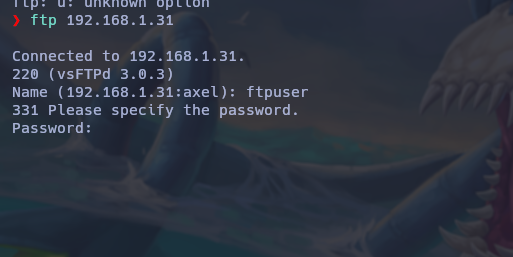 ftp: u: unknown option
❯ ftp 192.168.1.31
Connected to 192.168.1.31.
220 (vsFTPd 3.0.3)
Name (192.168.1.31:axel): ftpuser
331 Please specify the password.
Password: